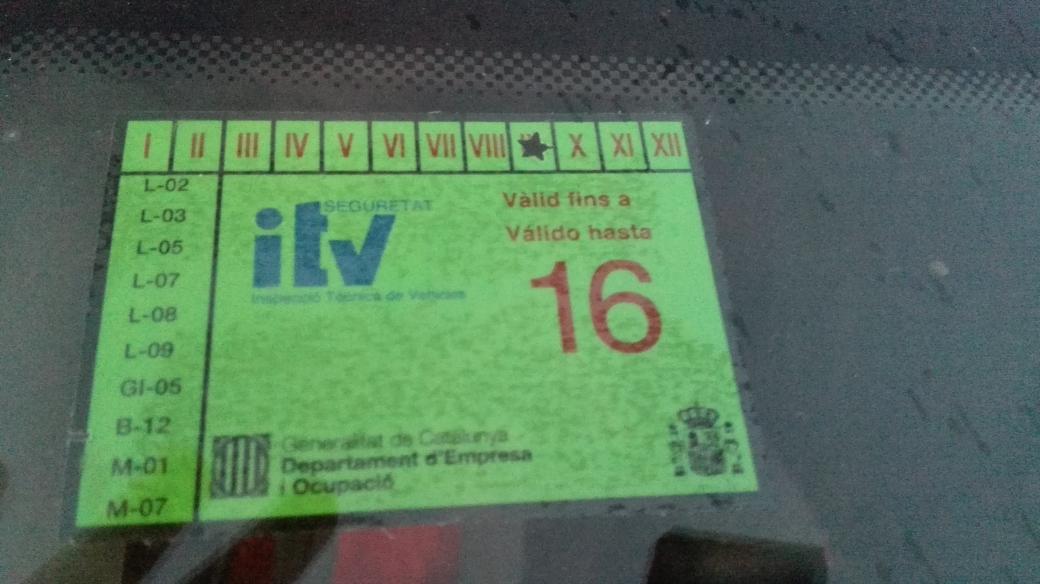 I II III IV V VI VII VIII X XI XII
L-02
L-03
L-05
L-07
L-08
L-09
GI-05
B-12
M-01
M-07
SEGURETAT
itv
Inspecció Tècnica de Vehicles
Vàlid fins a
Válido hasta
16
Generalitat de Catalunya
Departament d'Empresa
i Ocupació